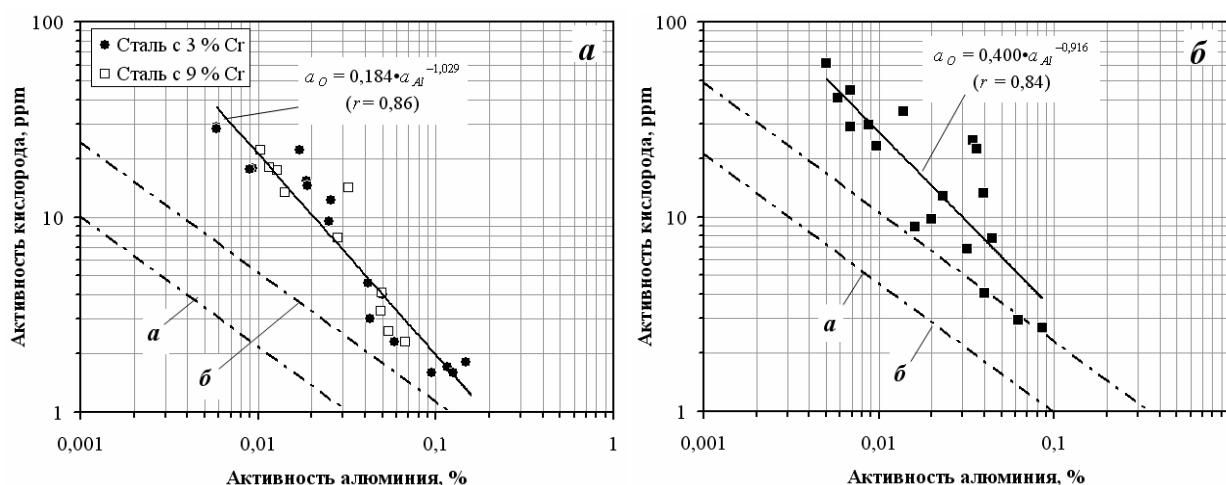 Активность кислорода, ppm
100
10
1
Сталь с 3 % Cr
Сталь с 9 % Cr
а
a_O = 0,184•a_Al^–1,029
(r = 0,86)
а
б
0,001
0,01
0,1
1
Активность алюминия, %
Активность кислорода, ppm
100
10
1
б
a_O = 0,400•a_Al^–0,916
(r = 0,84)
а
б
0,001
0,01
0,1
Активность алюминия, %